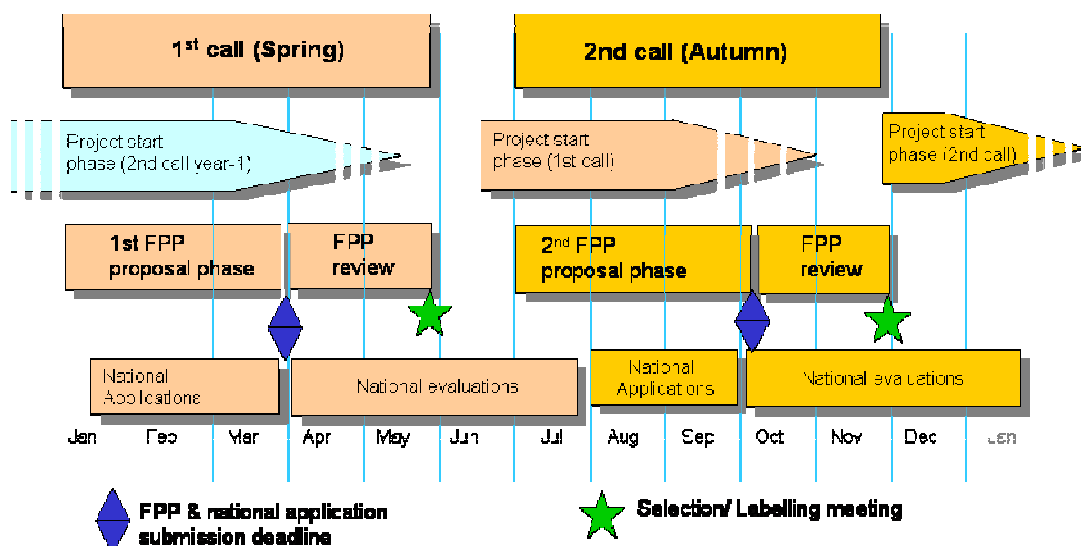 1st call (Spring)
2nd call (Autumn)
Project start
phase (2nd call year-1)
Project start
phase (1st call)
Project start
phase (2nd call)
1st FPP
proposal phase
FPP
review
2nd FPP
proposal phase
FPP
review
National
Applications
National evaluations
National
Applications
National evaluations
Jan Feb Mar Apr May Jun Jul Aug Sep Oct Nov Dec Jan
FPP & national application
submission deadline
Selection/ Labelling meeting